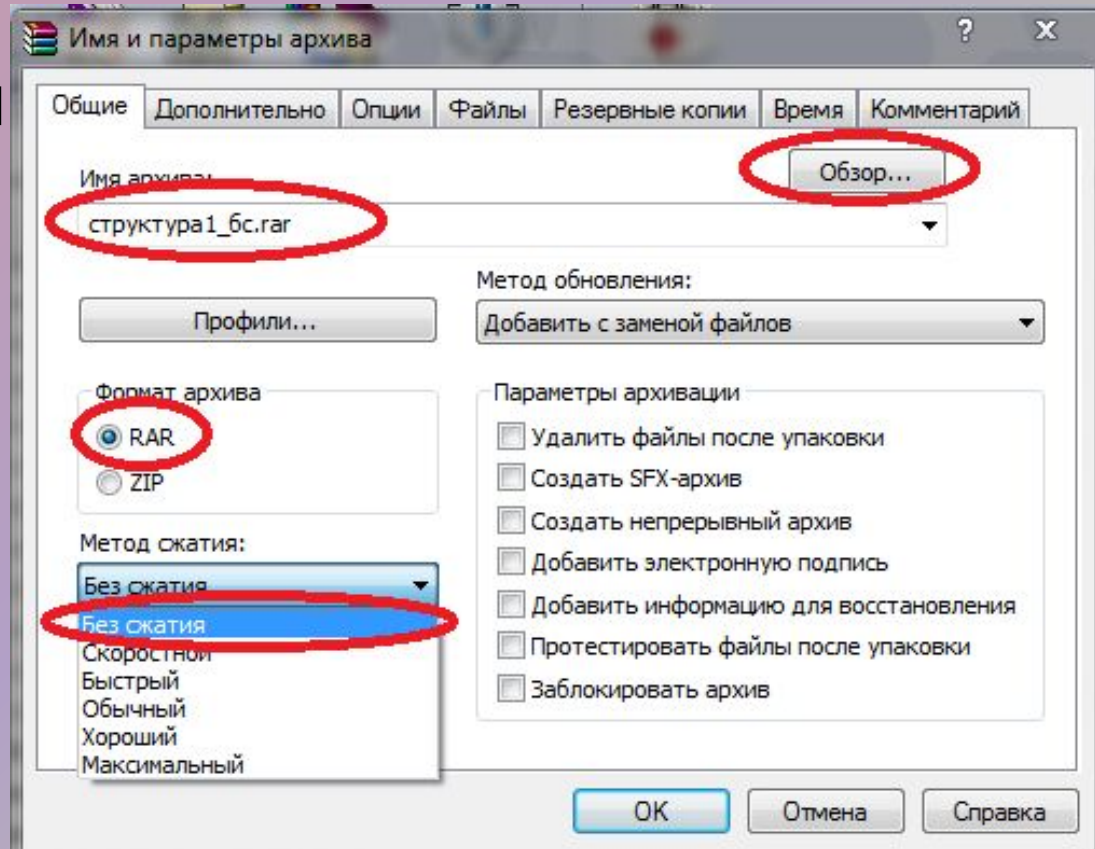 Имя и параметры архива
Общие Дополнительно Опции Файлы Резервные копии Время Комментарий
Имя архива:
Обзор...
структура1_бс.rar
Метод обновления:
Профили...
Добавить с заменой файлов
Формат архива
RAR
ZIP
Метод сжатия:
Без сжатия
Без сжатия
Скоростной
Быстрый
Обычный
Хороший
Максимальный
Параметры архивации
Удалить файлы после упаковки
Создать SFX-архив
Создать непрерывный архив
Добавить электронную подпись
Добавить информацию для восстановления
Протестировать файлы после упаковки
Заблокировать архив
OK Отмена Справка